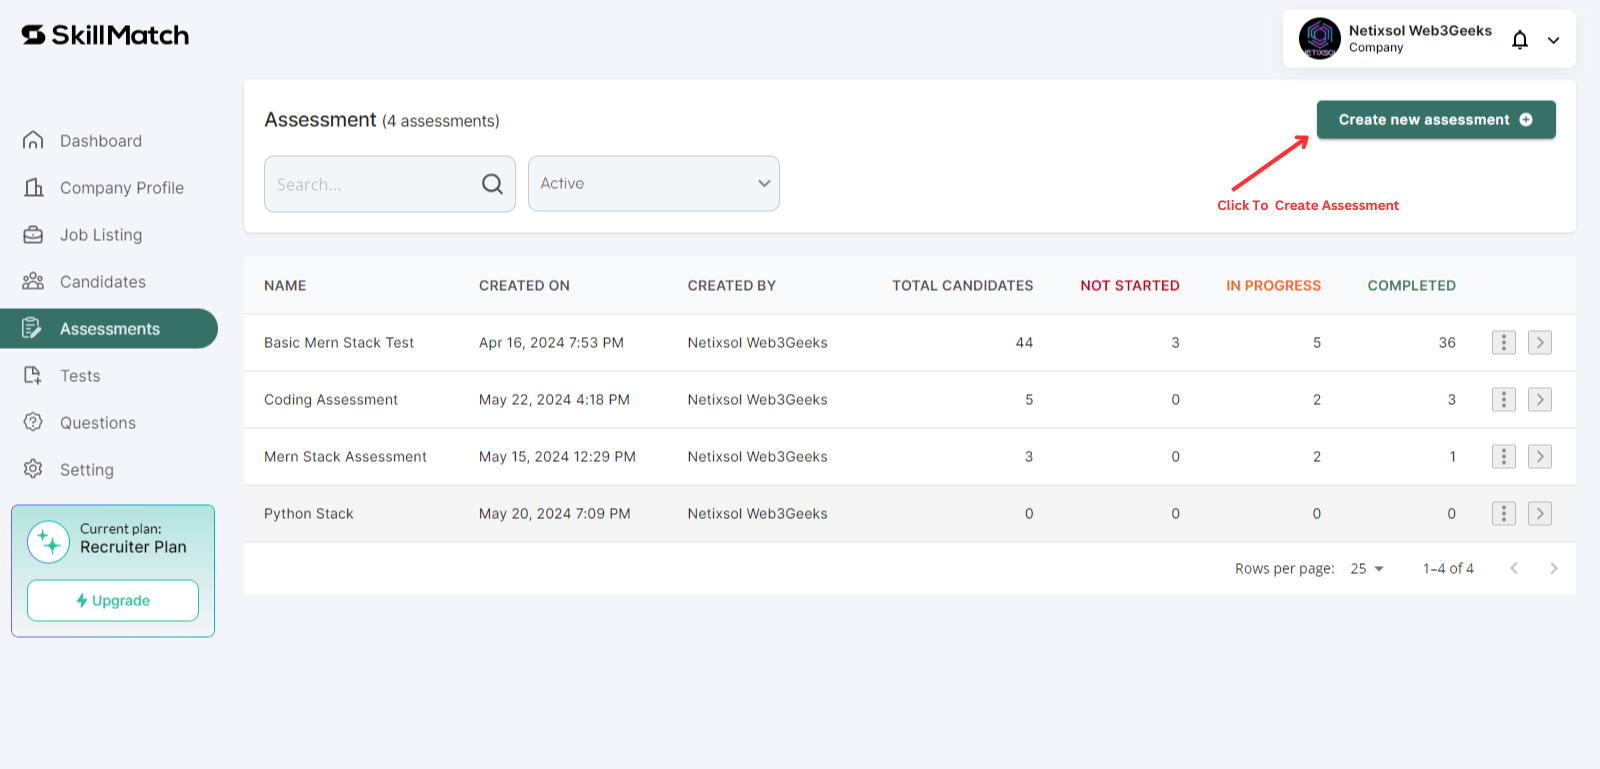 SkillMatch
Netixsol Web3Geeks
Company
NETIXSOL
Dashboard
Company Profile
Job Listing
Candidates
Assessments
Tests
Questions
Setting
Current plan:
Recruiter Plan
Upgrade
Assessment (4 assessments)
Create new assessment
Search...
Active
Click To Create Assessment
NAME CREATED ON CREATED BY TOTAL CANDIDATES NOT STARTED IN PROGRESS COMPLETED
Basic Mern Stack Test Apr 16, 2024 7:53 PM Netixsol Web3Geeks 44 3 5 36
Coding Assessment May 22, 2024 4:18 PM Netixsol Web3Geeks 5 0 2 3
Mern Stack Assessment May 15, 2024 12:29 PM Netixsol Web3Geeks 3 0 2 1
Python Stack May 20, 2024 7:09 PM Netixsol Web3Geeks 0 0 0 0
Rows per page: 25 1–4 of 4